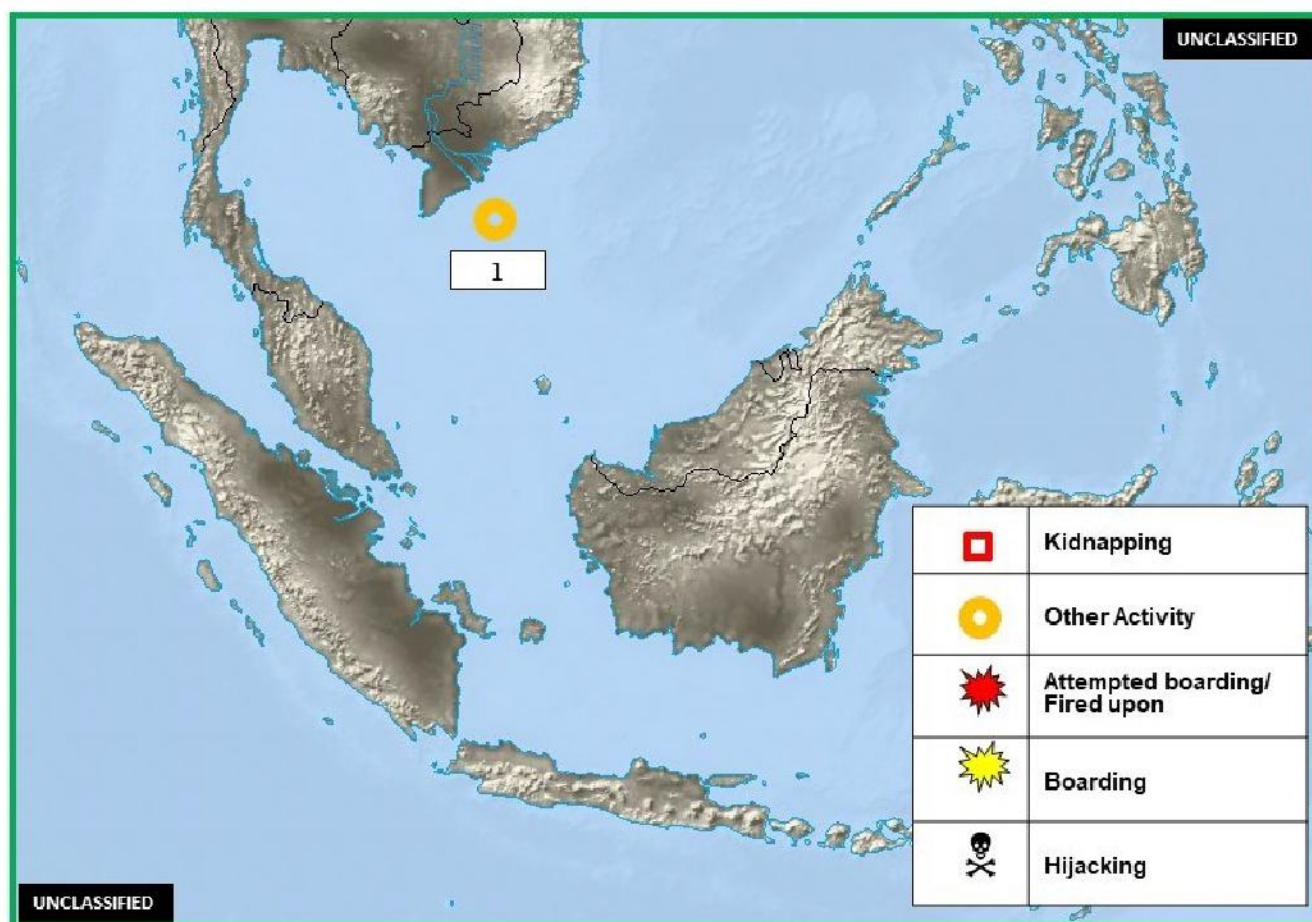 UNCLASSIFIED
1
Kidnapping
Other Activity
Attempted boarding/
Fired upon
Boarding
Hijacking
UNCLASSIFIED